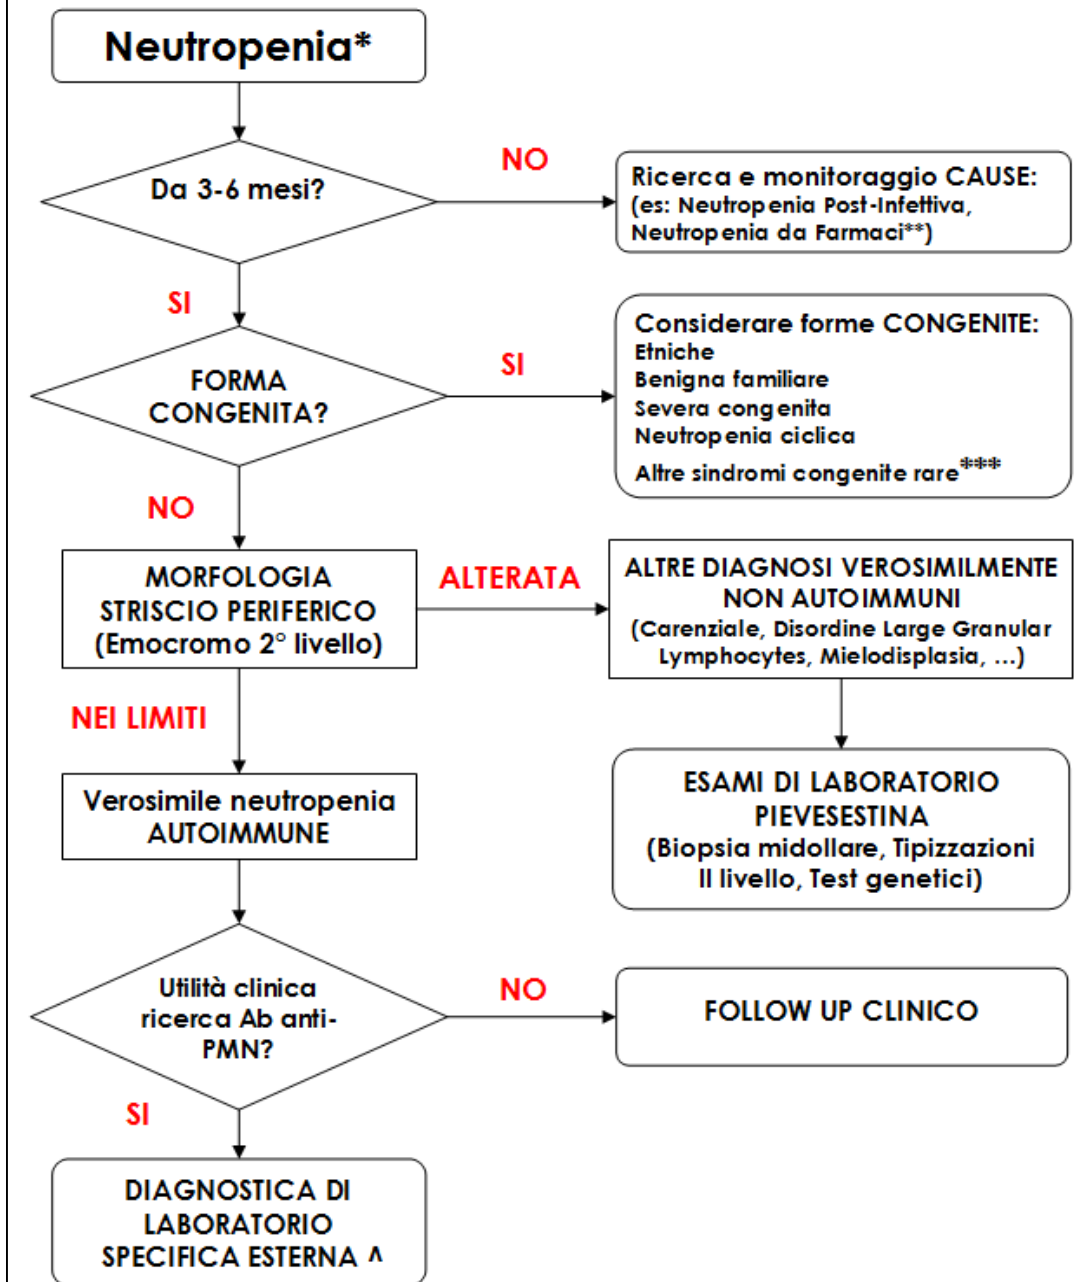 Neutropenia*
Da 3-6 mesi?
NO
Ricerca e monitoraggio CAUSE:
(es: Neutropenia Post-Infettiva,
Neutropenia da Farmaci**)
SI
FORMA
CONGENITA?
SI
Considerare forme CONGENITE:
Etniche
Benigna familiare
Severa congenita
Neutropenia ciclica
Altre sindromi congenite rare***
NO
MORFOLOGIA
STRISCIO PERIFERICO
(Emocromo 2° livello)
ALTERATA
ALTRE DIAGNOSI VEROSIMILMENTE
NON AUTOIMMUNI
(Carenziale, Disordine Large Granular
Lymphocytes, Mielodisplasia, ...)
NEI LIMITI
Verosimile neutropenia
AUTOIMMUNE
ESAMI DI LABORATORIO
PIEVESESTINA
(Biopsia midollare, Tipizzazioni
II livello, Test genetici)
Utilità clinica
ricerca Ab anti-
PMN?
NO
FOLLOW UP CLINICO
SI
DIAGNOSTICA DI
LABORATORIO
SPECIFICA ESTERNA ^